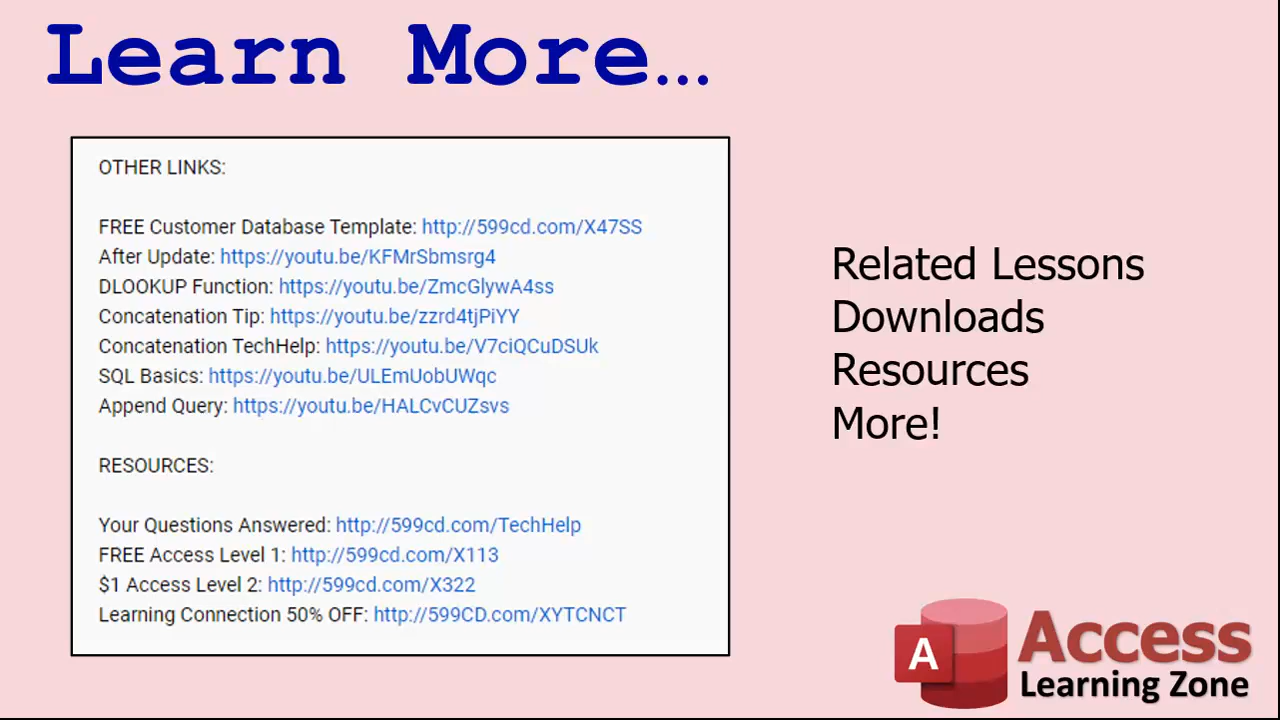 Learn More...
OTHER LINKS:
FREE Customer Database Template: http://599cd.com/X47SS
After Update: https://youtu.be/KFMrSbmsrg4
DLOOKUP Function: https://youtu.be/ZmcGlywA4ss
Concatenation Tip: https://youtu.be/zzrd4tjPiYY
Concatenation TechHelp: https://youtu.be/V7ciQCuDSUk
SQL Basics: https://youtu.be/ULEmUobUWqc
Append Query: https://youtu.be/HALCvCUZsvs
RESOURCES:
Your Questions Answered: http://599cd.com/TechHelp
FREE Access Level 1: http://599cd.com/X113
$1 Access Level 2: http://599cd.com/X322
Learning Connection 50% OFF: http://599CD.com/XYTCNCT
Related Lessons
Downloads
Resources
More!
A
Access
Learning Zone